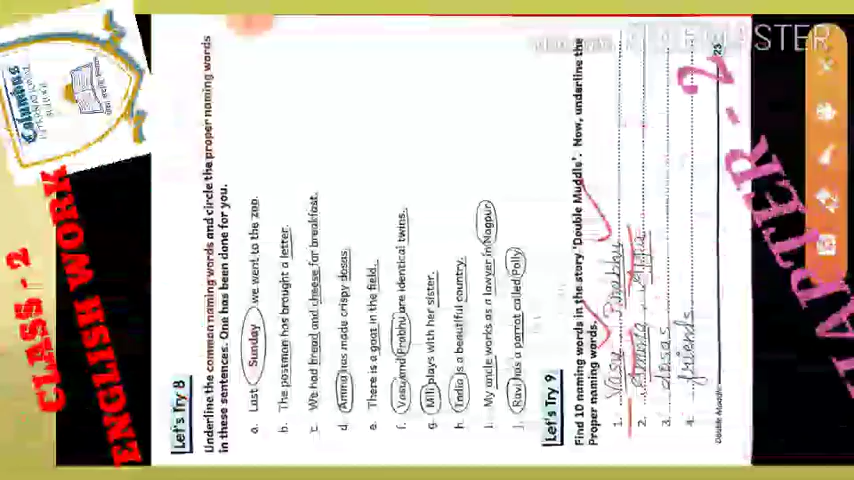 CLASS - 2
ENGLISH WORK
Columbus
INTERNATIONAL
SCHOOL
Let's Try 8
Underline the common naming words and circle the proper naming words
in these sentences. One has been done for you.
a. Last Sunday we went to the zoo.
b. The postman has brought a letter.
c. We had bread and cheese for breakfast.
d. Amina has made crispy dosas.
e. There is a goat in the field.
f. Vasu and Prabhu are identical twins.
g. Mili plays with her sister.
h. India is a beautiful country.
i. My uncle works as a lawyer in Nagpur
j. Ravi has a parrot called Polly
Let's Try 9
Find 10 naming words in the story 'Double Muddle'. Now, underline the
Proper naming words.
1. Vasu Prabhu
2. Amina
3. dosas
4. friends
Double Muddle
23
CHAPTER - 2